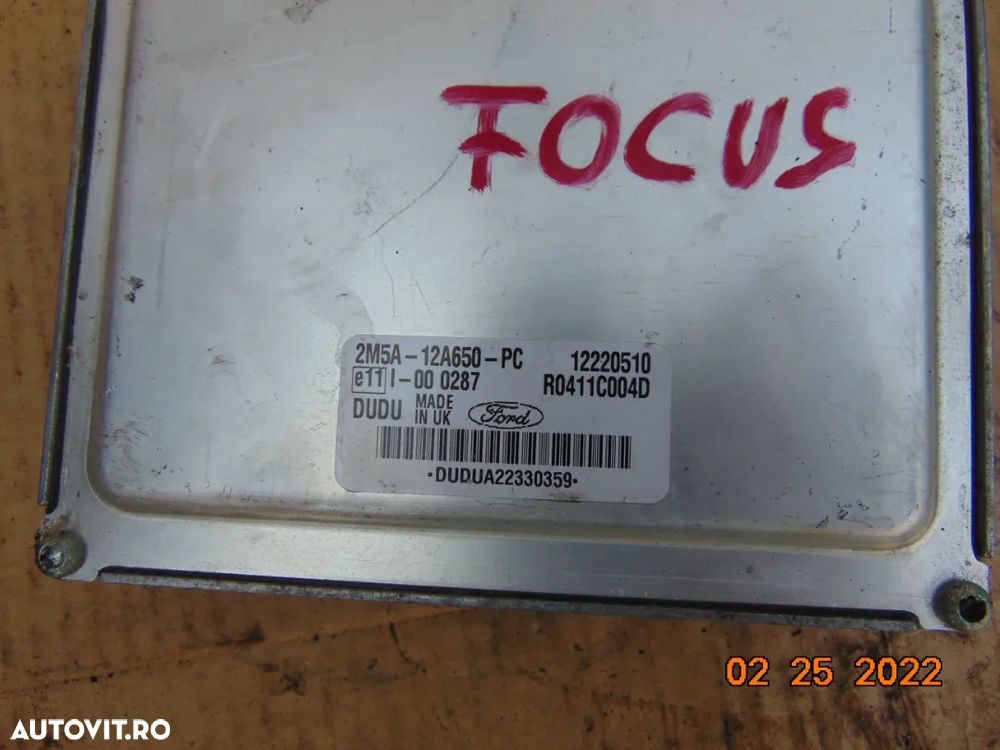 FOCUS
2M5A-12A650-PC 12220510
e11 I-00 0287 R0411C004D
DUDU MADE IN UK Ford
-DUDUA22330359-
02 25 2022
AUTOVIT.RO